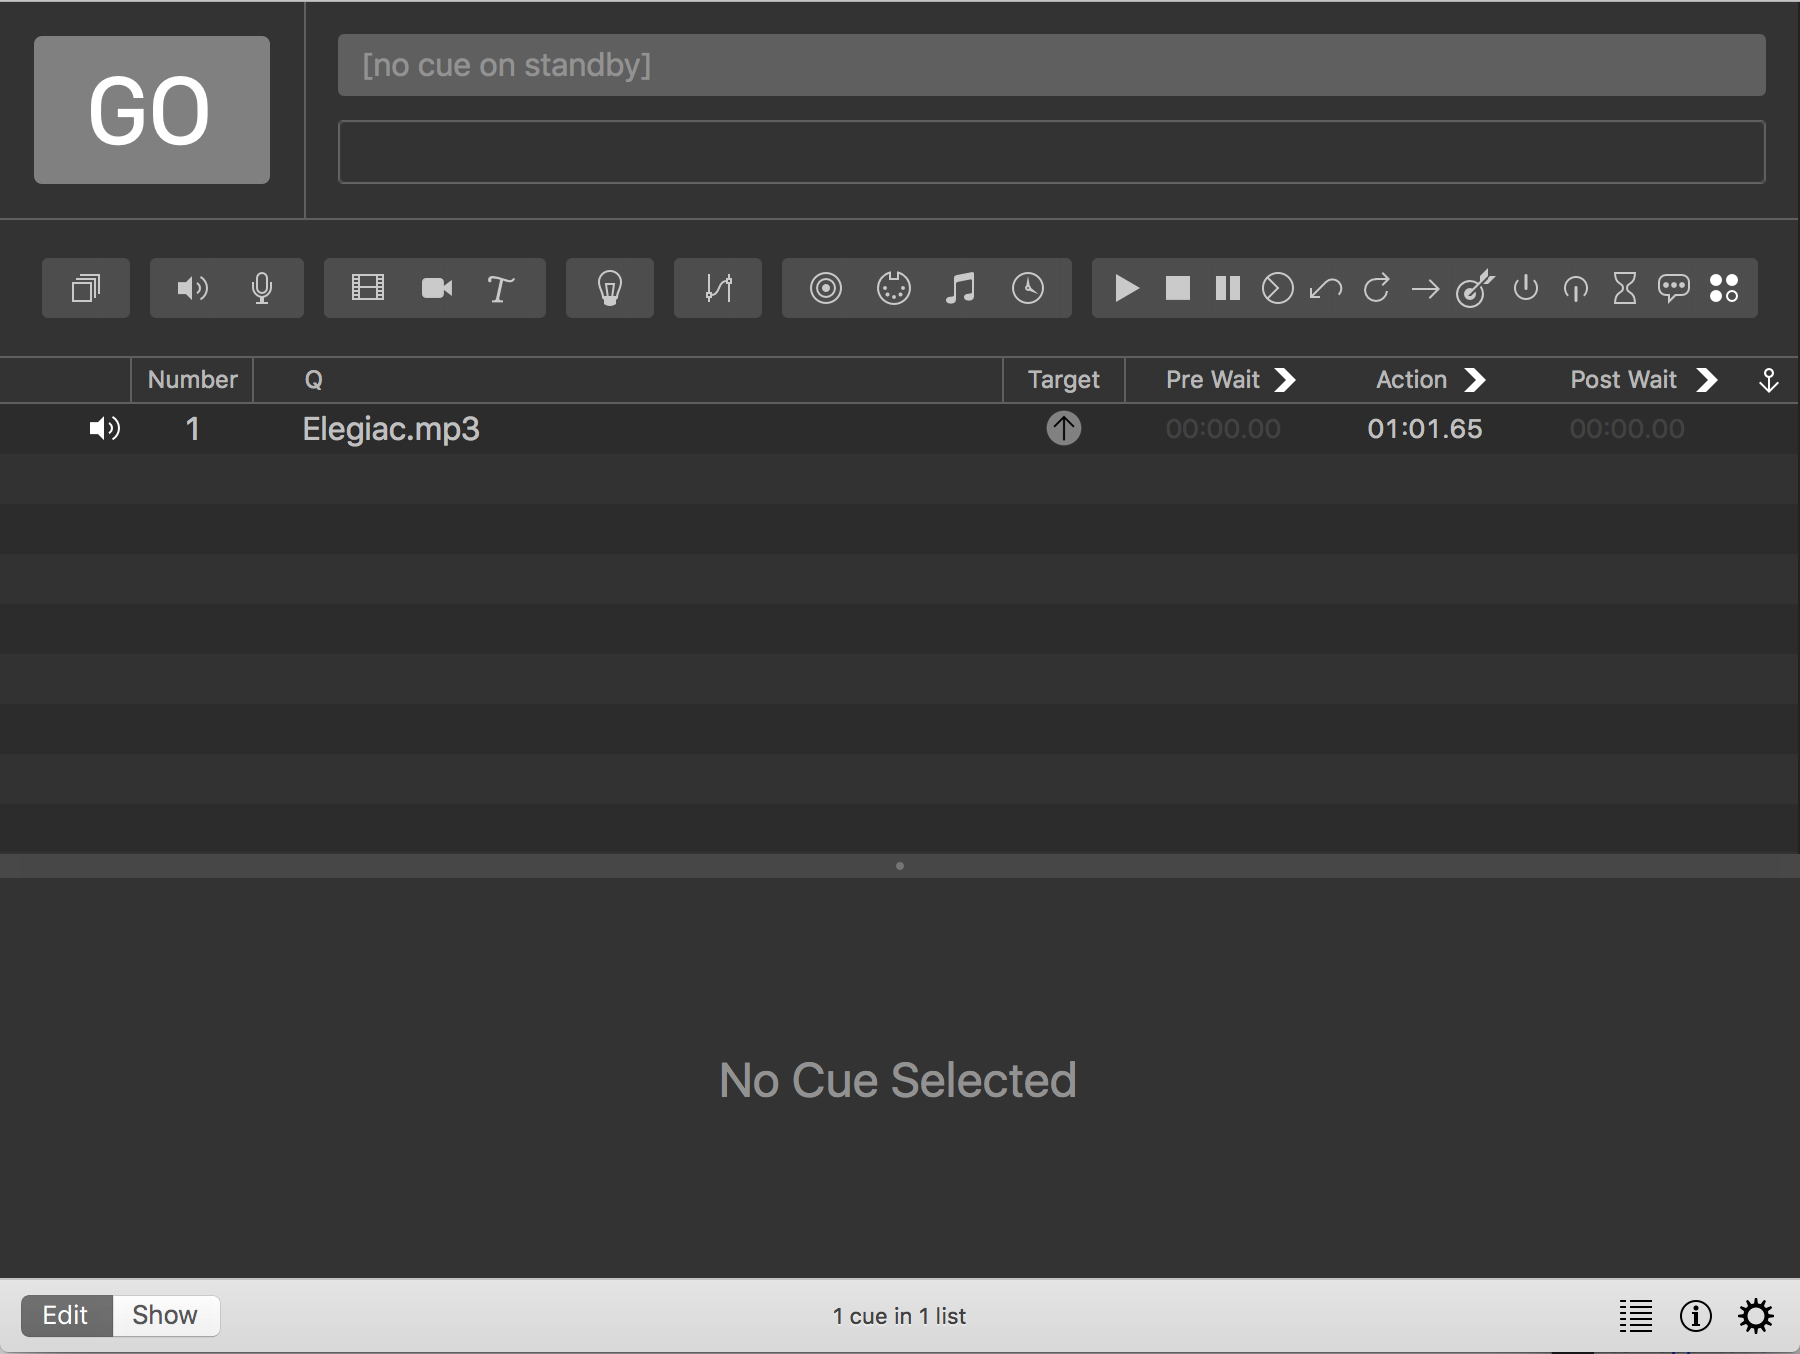 GO
[no cue on standby]
Number Q Target Pre Wait Action Post Wait
1 Elegiac.mp3 00:00.00 01:01.65 00:00.00
No Cue Selected
Edit Show 1 cue in 1 list